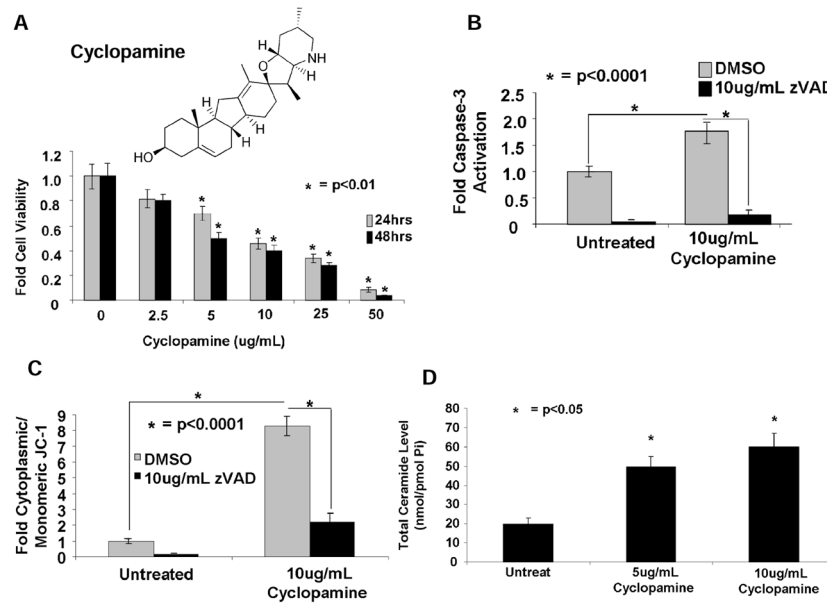 A
Cyclopamine
H
O
H
NH
H
H
H
HO
Fold Cell Viability
1.2
1.0
0.8
0.6
0.4
0.2
0
* = p<0.01
24hrs
48hrs
* * * * * * * *
0 2.5 5 10 25 50
Cyclopamine (ug/mL)
B
* = p<0.0001
DMSO
10ug/mL zVAD
Fold Caspase-3
Activation
2.5
2.0
1.5
1.0
0.5
0
* *
Untreated 10ug/mL
Cyclopamine
C
Fold Cytoplasmic/
Monomeric JC-1
9
8
7
6
5
4
3
2
1
0
* *
* = p<0.0001
DMSO
10ug/mL zVAD
Untreated 10ug/mL
Cyclopamine
D
Total Ceramide Level
(nmol/pmol Pi)
80
70
60
50
40
30
20
10
0
* = p<0.05
* *
Untreat 5ug/mL 10ug/mL
Cyclopamine Cyclopamine